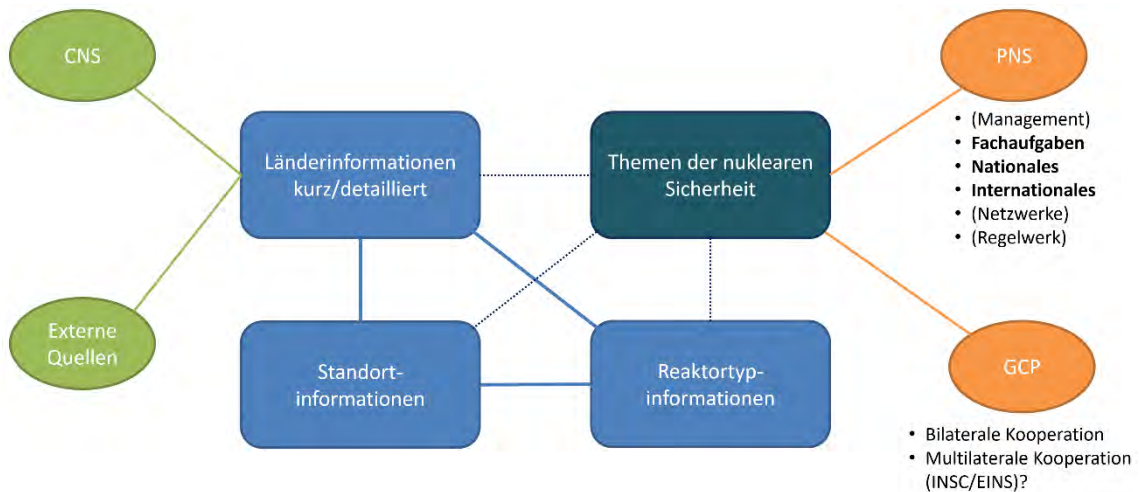 CNS
PNS
Länderinformationen
kurz/detailliert
Themen der nuklearen
Sicherheit
• (Management)
• Fachaufgaben
• Nationales
• Internationales
• (Netzwerke)
• (Regelwerk)
Externe
Quellen
Standort-
informationen
Reaktortyp-
informationen
GCP
• Bilaterale Kooperation
• Multilaterale Kooperation
(INSC/EINS)?